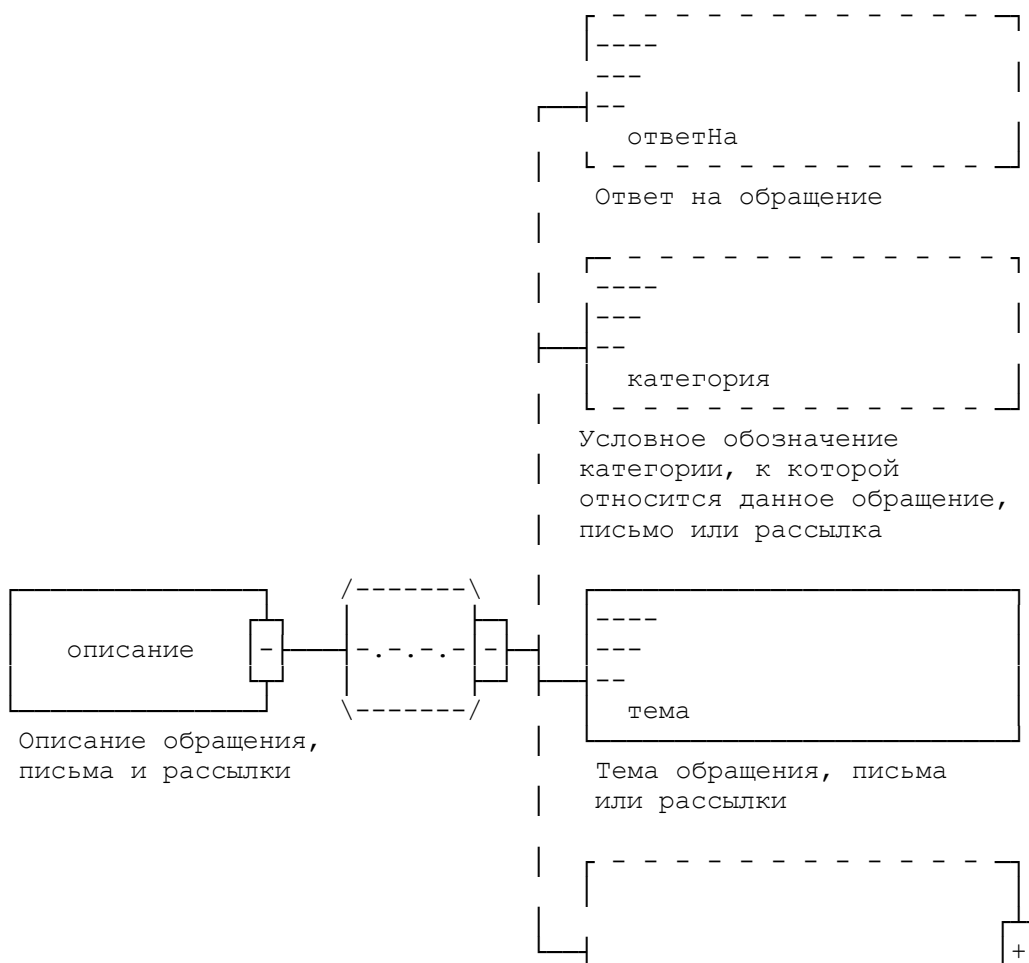 ответНа
Ответ на обращение
категория
Условное обозначение
категории, к которой
относится данное обращение,
письмо или рассылка
описание
тема
Описание обращения,
письма и рассылки
Тема обращения, письма
или рассылки